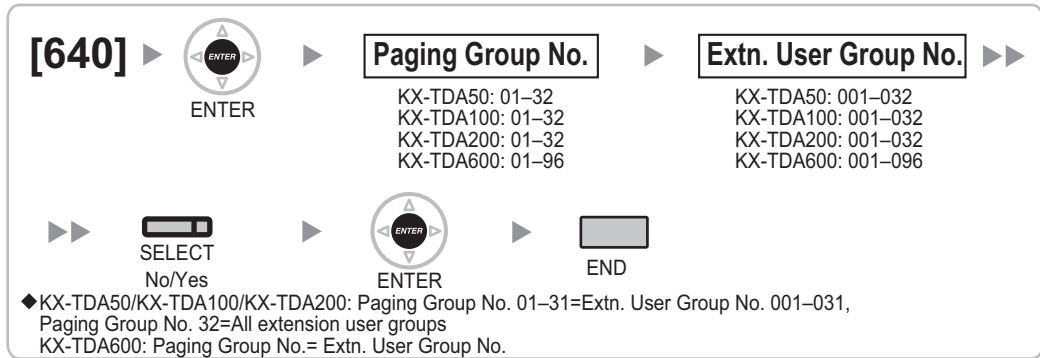 [640] ENTER Paging Group No. Extn. User Group No.
ENTER
KX-TDA50: 01–32
KX-TDA100: 01–32
KX-TDA200: 01–32
KX-TDA600: 01–96
KX-TDA50: 001–032
KX-TDA100: 001–032
KX-TDA200: 001–032
KX-TDA600: 001–096
SELECT
No/Yes
ENTER
ENTER
END
◆KX-TDA50/KX-TDA100/KX-TDA200: Paging Group No. 01–31=Extn. User Group No. 001–031,
Paging Group No. 32=All extension user groups
KX-TDA600: Paging Group No.= Extn. User Group No.